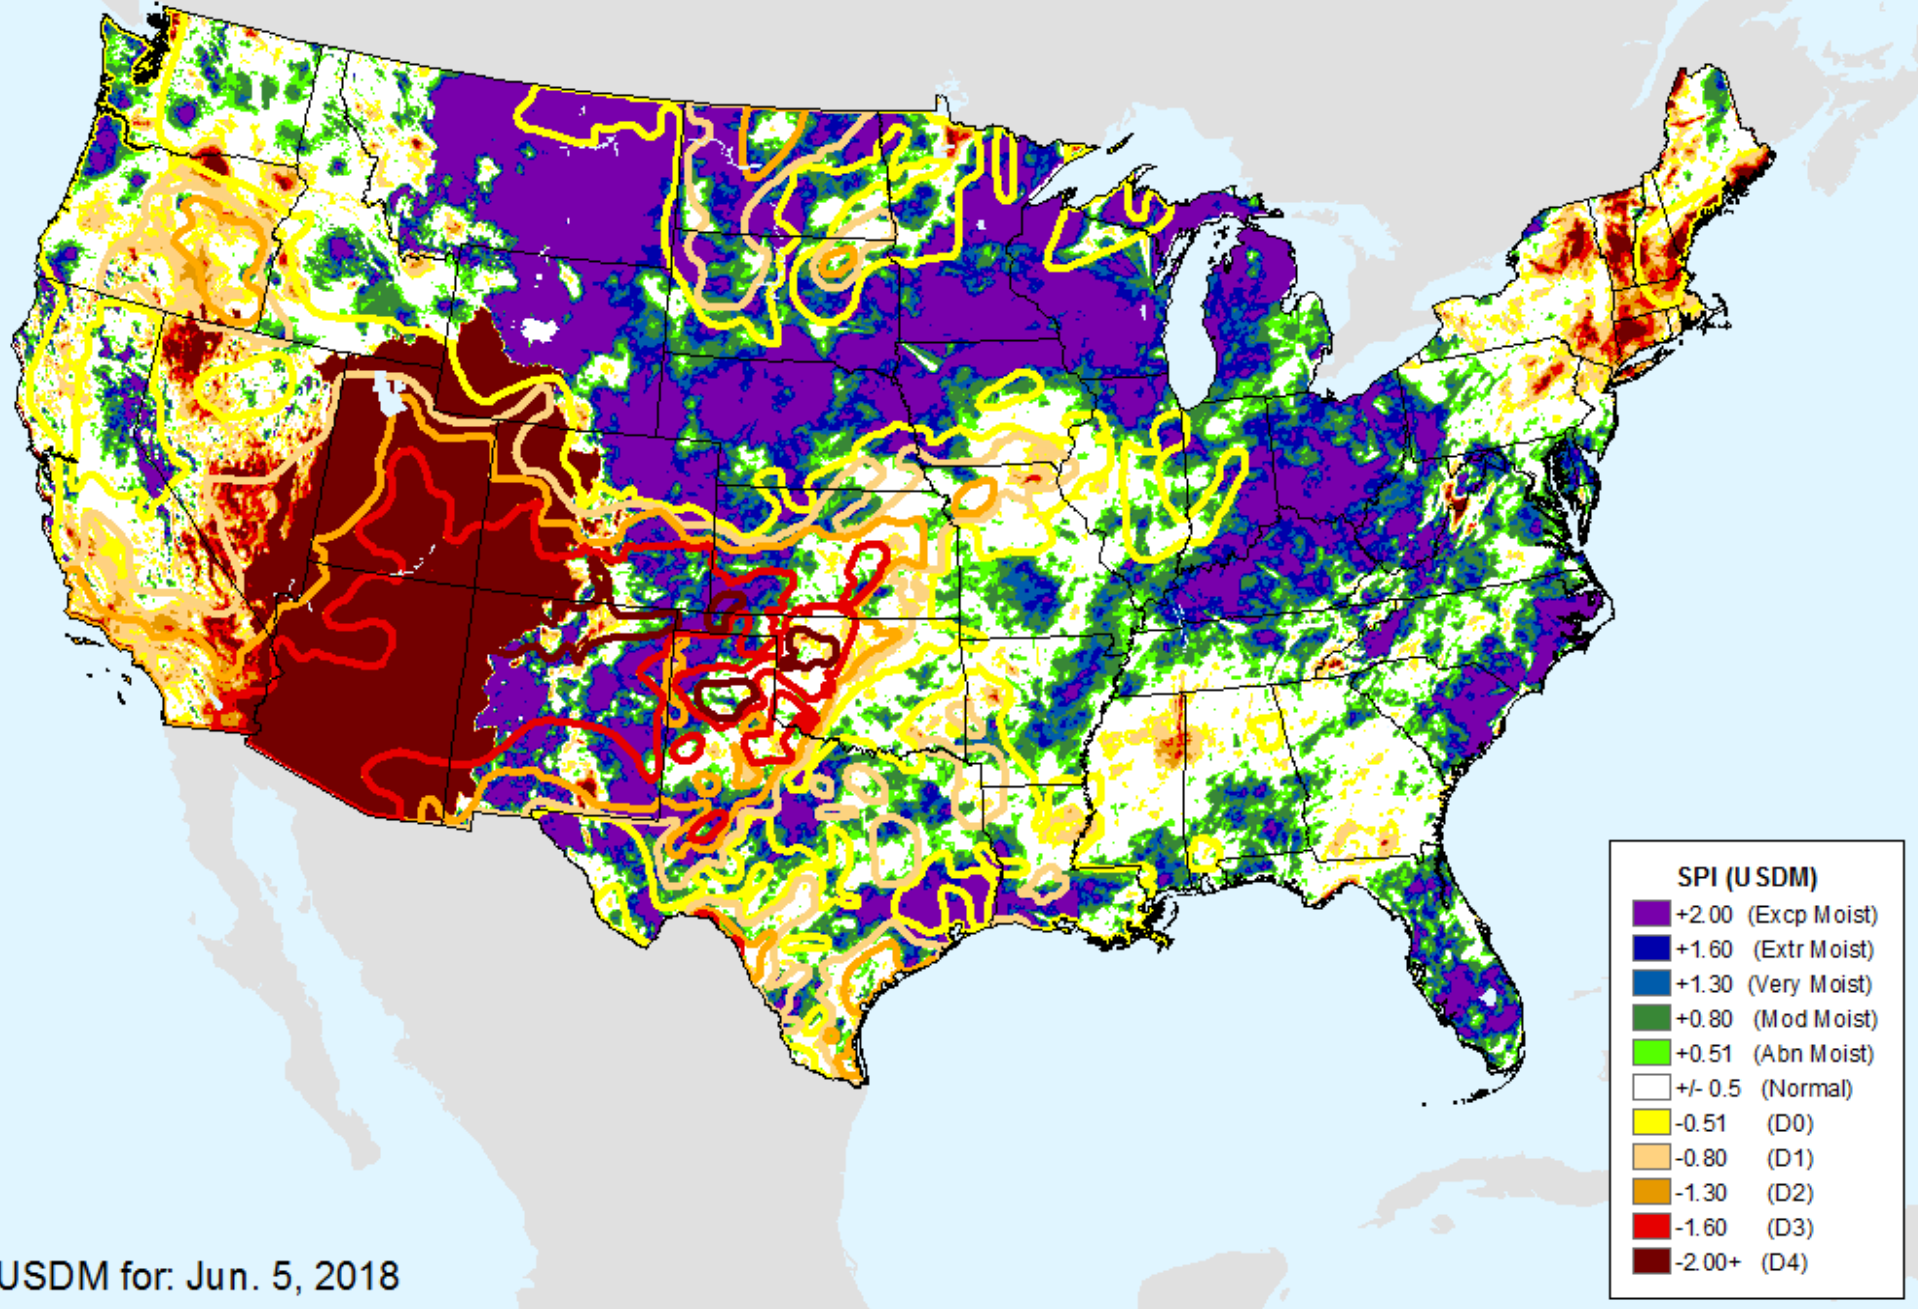 SPI (USDM)
+2.00 (Excp Moist)
+1.60 (Extr Moist)
+1.30 (Very Moist)
+0.80 (Mod Moist)
+0.51 (Abn Moist)
+/- 0.5 (Normal)
-0.51 (D0)
-0.80 (D1)
-1.30 (D2)
-1.60 (D3)
-2.00+ (D4)
USDM for: Jun. 5, 2018